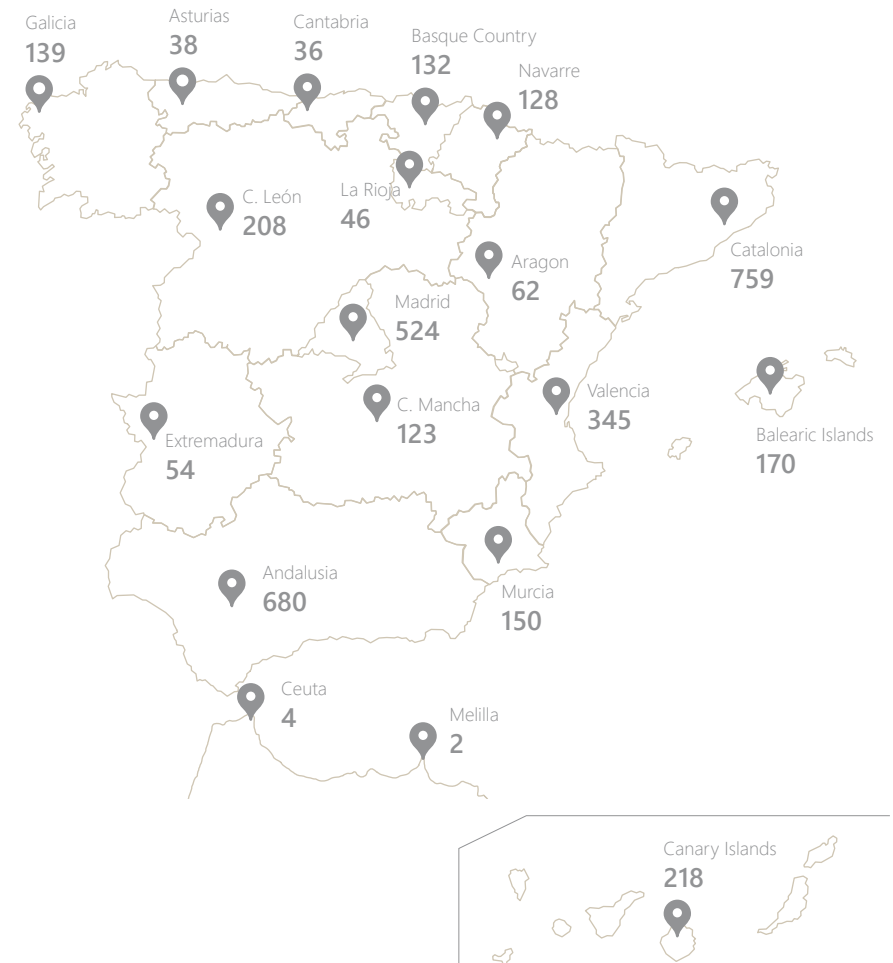 Galicia
139
Asturias
38
Cantabria
36
Basque Country
132
Navarre
128
C. León
208
La Rioja
46
Aragon
62
Catalonia
759
Madrid
524
C. Mancha
123
Valencia
345
Balearic Islands
170
Extremadura
54
Andalusia
680
Murcia
150
Ceuta
4
Melilla
2
Canary Islands
218